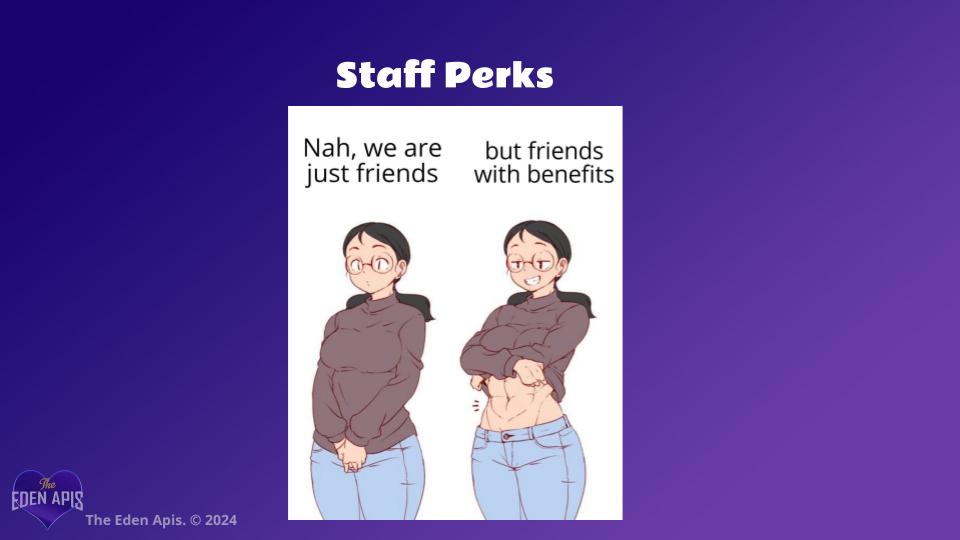 Staff Perks
Nah, we are
just friends
but friends
with benefits
The
EDEN APIS
The Eden Apis. © 2024